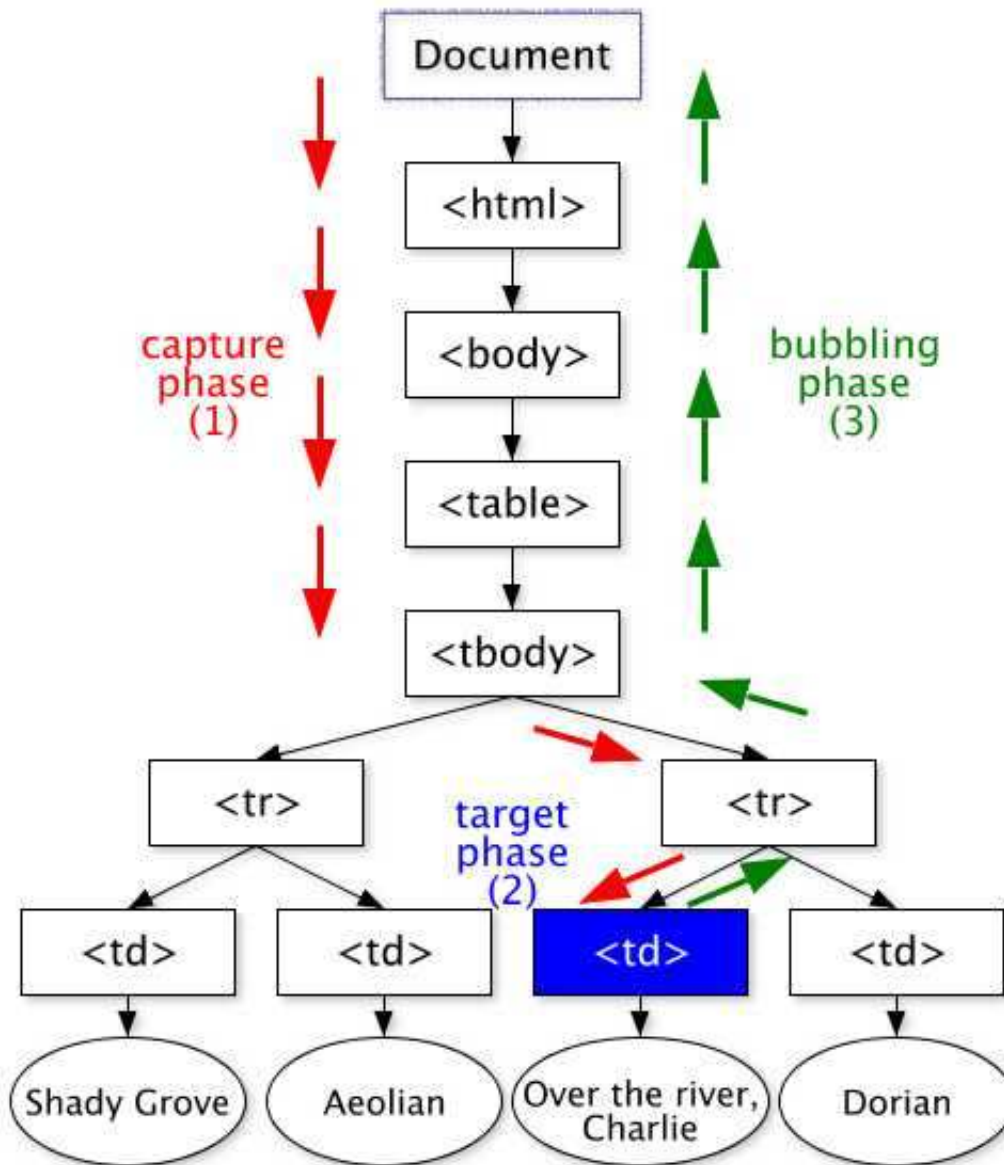 Document
<html>
capture
phase
(1)
<body>
bubbling
phase
(3)
<table>
<tbody>
<tr>
target
phase
(2)
<tr>
<td>
<td>
<td>
<td>
Shady Grove
Aeolian
Over the river,
Charlie
Dorian